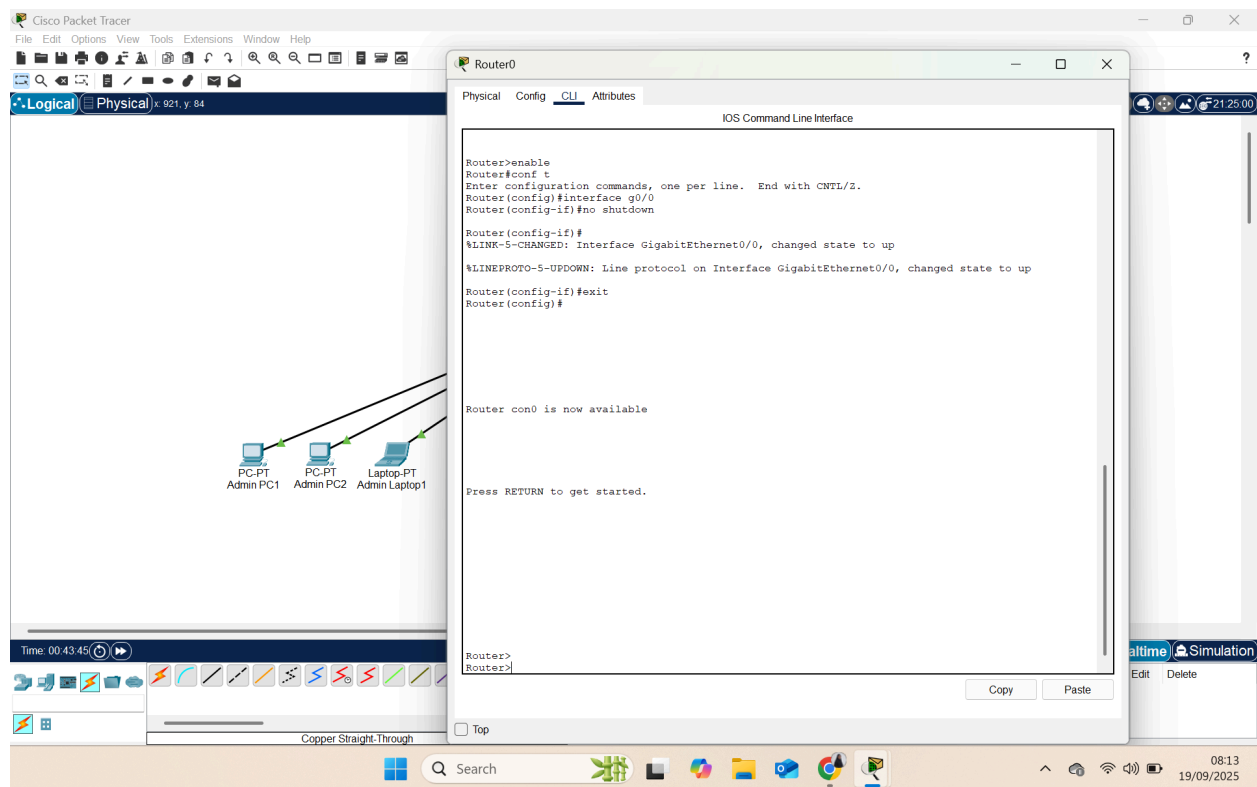 Cisco Packet Tracer
File Edit Options View Tools Extensions Window Help
?
Logical Physical x: 921, y: 84
21:25:00
Router0
Physical Config CLI Attributes
IOS Command Line Interface
Router>enable
Router#conf t
Enter configuration commands, one per line. End with CNTL/Z.
Router(config)#interface g0/0
Router(config-if)#no shutdown
Router(config-if)#
%LINK-5-CHANGED: Interface GigabitEthernet0/0, changed state to up
%LINEPROTO-5-UPDOWN: Line protocol on Interface GigabitEthernet0/0, changed state to up
Router(config-if)#exit
Router(config)#
Router con0 is now available
Press RETURN to get started.
Router>
Router>
Copy Paste
Top
PC-PT PC-PT Laptop-PT
Admin PC1 Admin PC2 Admin Laptop1
Time: 00:43:45
altime Simulation
Edit Delete
Copper Straight-Through
Search
08:13
19/09/2025